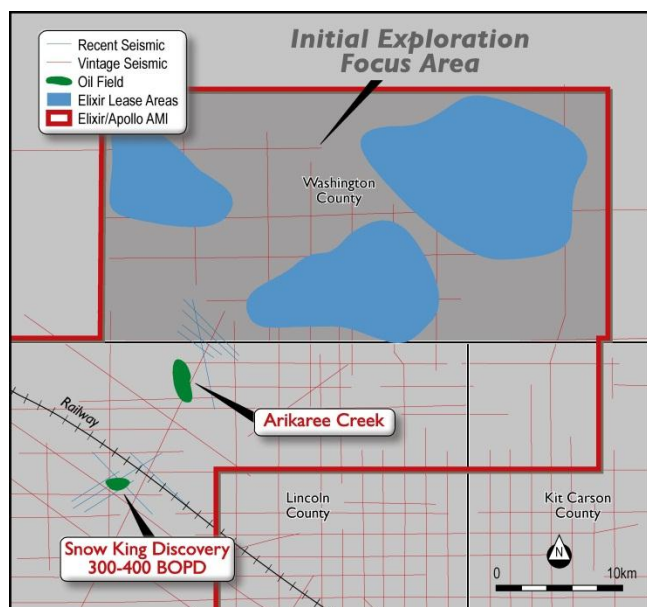 Recent Seismic
Vintage Seismic
Oil Field
Elixir Lease Areas
Elixir/Apollo AMI
Initial Exploration
Focus Area
Washington
County
Arikaree Creek
Railway
Lincoln
County
Kit Carson
County
Snow King Discovery
300-400 BOPD
N
0
10km